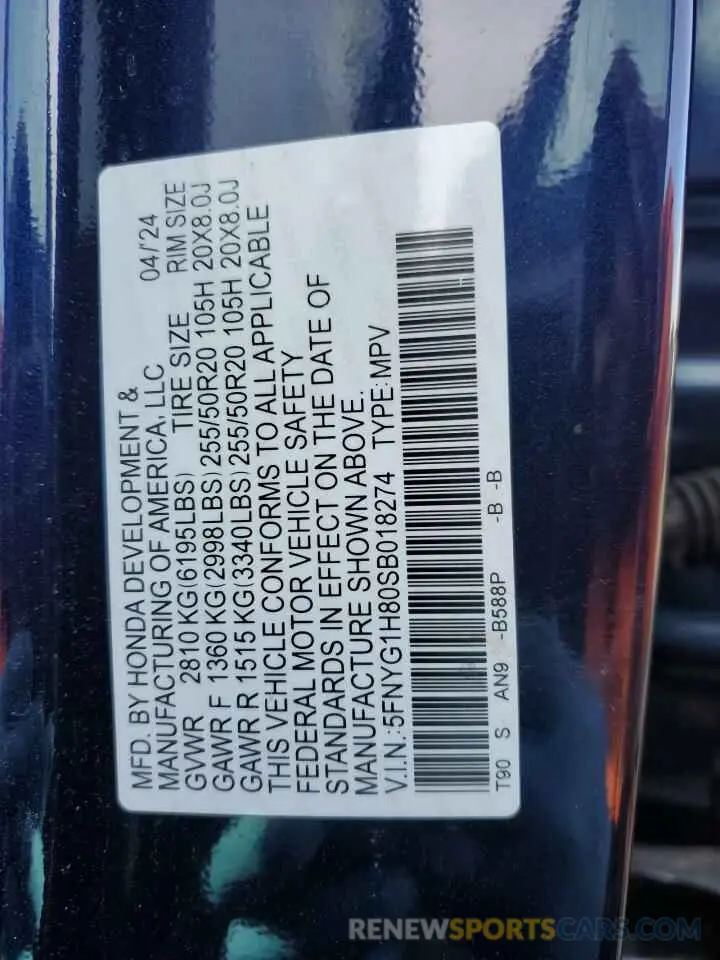 MFD. BY HONDA DEVELOPMENT &
MANUFACTURING OF AMERICA, LLC 04/'24
GVWR 2810 KG(6195LBS) TIRE SIZE RIM SIZE
GAWR F 1360 KG(2998LBS) 255/50R20 105H 20X8.0J
GAWR R 1515 KG(3340LBS) 255/50R20 105H 20X8.0J
THIS VEHICLE CONFORMS TO ALL APPLICABLE
FEDERAL MOTOR VEHICLE SAFETY
STANDARDS IN EFFECT ON THE DATE OF
MANUFACTURE SHOWN ABOVE.
V.I.N.:5FNYG1H80SB018274 TYPE:MPV
T90 S AN9 -B588P -B -B
RENEWSPORTSCARS.COM